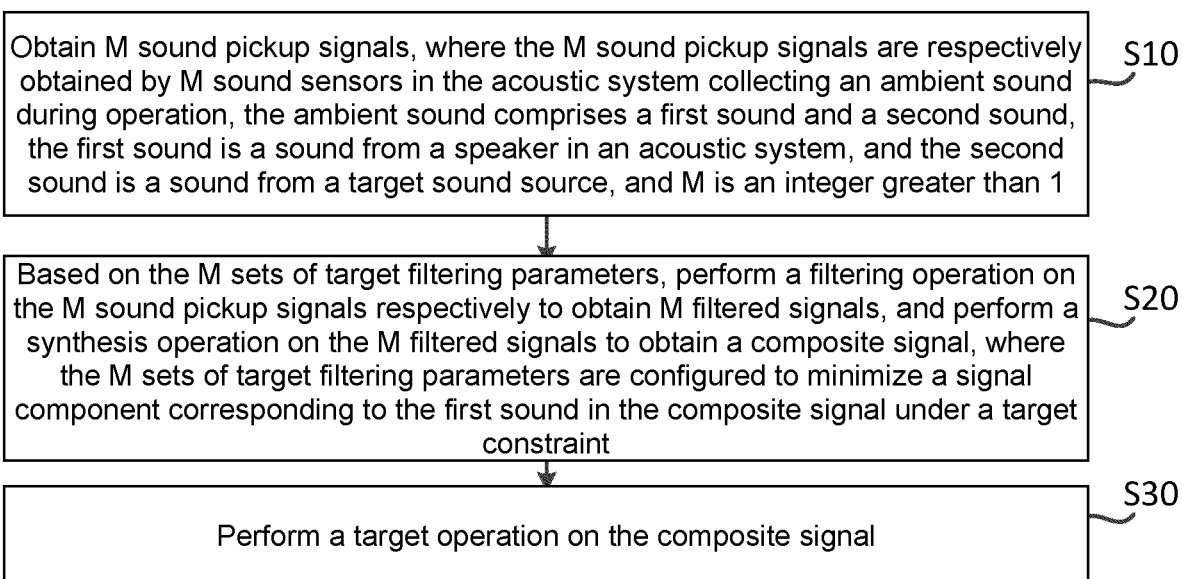 Obtain M sound pickup signals, where the M sound pickup signals are respectively
obtained by M sound sensors in the acoustic system collecting an ambient sound
during operation, the ambient sound comprises a first sound and a second sound,
the first sound is a sound from a speaker in an acoustic system, and the second
sound is a sound from a target sound source, and M is an integer greater than 1
S10
Based on the M sets of target filtering parameters, perform a filtering operation on
the M sound pickup signals respectively to obtain M filtered signals, and perform a
synthesis operation on the M filtered signals to obtain a composite signal, where
the M sets of target filtering parameters are configured to minimize a signal
component corresponding to the first sound in the composite signal under a target
constraint
S20
Perform a target operation on the composite signal
S30